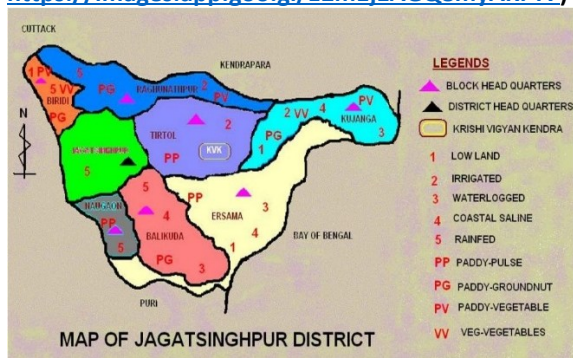 CUTTACK
KENDRAPARA
1 PV
5
5 VV
BIRIDI
PG
PG
RAGHUNATHPUR
2
PV
2 VV 4 PV
KUJANGA
PG
1
3
TIRTOL
2
PP
KVK
N
JAGATSINGHPUR
5
NAUGAON
PP
5
5
4
BALIKUDA
PG
3
PP
3
ERSAMA
4
1
BAY OF BENGAL
PURI
MAP OF JAGATSINGHPUR DISTRICT
LEGENDS
BLOCK HEAD QUARTERS
DISTRICT HEAD QUARTERS
KRISHI VIGYAN KENDRA
1 LOW LAND
2 IRRIGATED
3 WATERLOGGED
4 COASTAL SALINE
5 RAINFED
PP PADDY-PULSE
PG PADDY-GROUNDNUT
PV PADDY-VEGETABLE
VV VEG-VEGETABLES